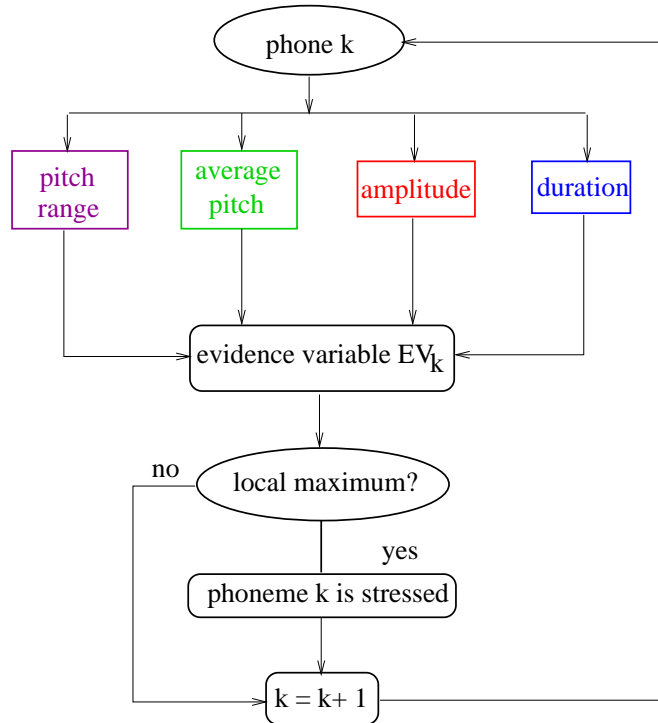 phone k
pitch
range
average
pitch
amplitude
duration
evidence variable EVk
no
local maximum?
yes
phoneme k is stressed
k = k+ 1